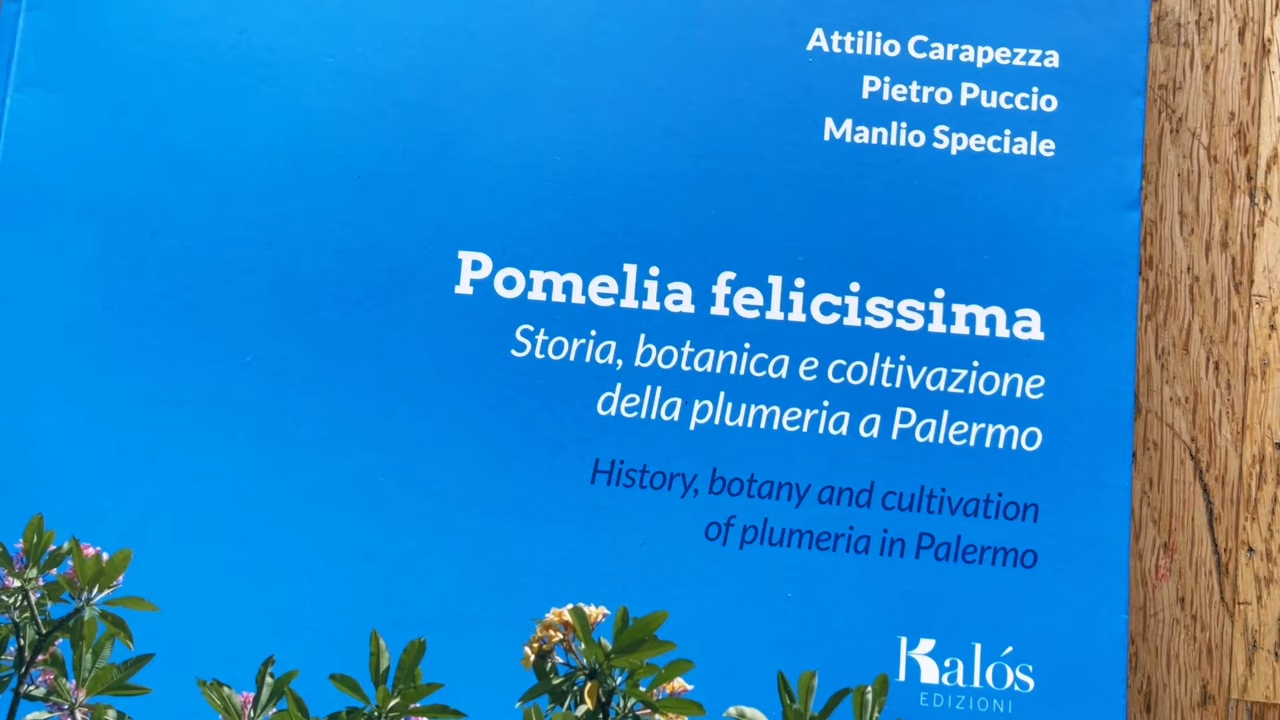 Attilio Carapezza
Pietro Puccio
Manlio Speciale
Pomelia felicissima
Storia, botanica e coltivazione
della plumeria a Palermo
History, botany and cultivation
of plumeria in Palermo
Kalós
EDIZIONI